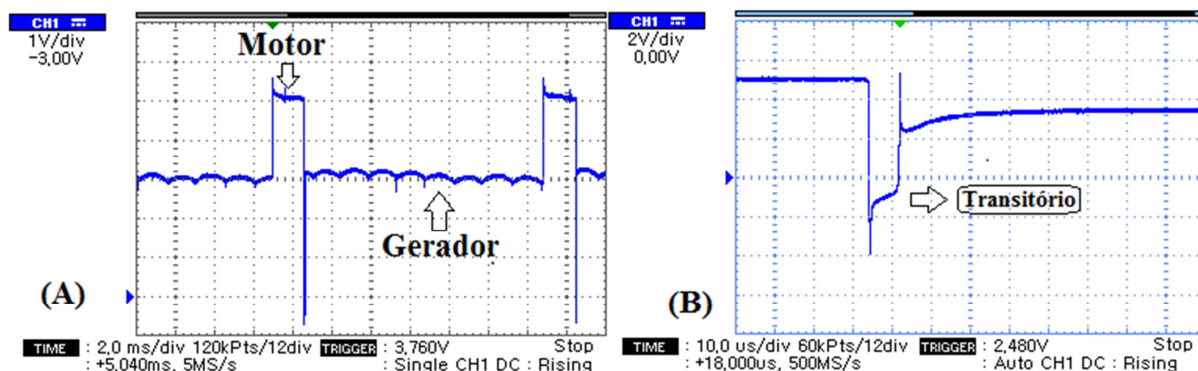 CH1
1V/div
-3,00V
Motor
Gerador
(A)
TIME : 2,0 ms/div 120kPts/12div TRIGGER : 3,760V Stop
: +5,040ms, 5MS/s : Single CH1 DC : Rising
CH1
2V/div
0,00V
Transitório
(B)
TIME : 10,0 us/div 60kPts/12div TRIGGER : 2,480V Stop
: +18,000us, 500MS/s : Auto CH1 DC : Rising